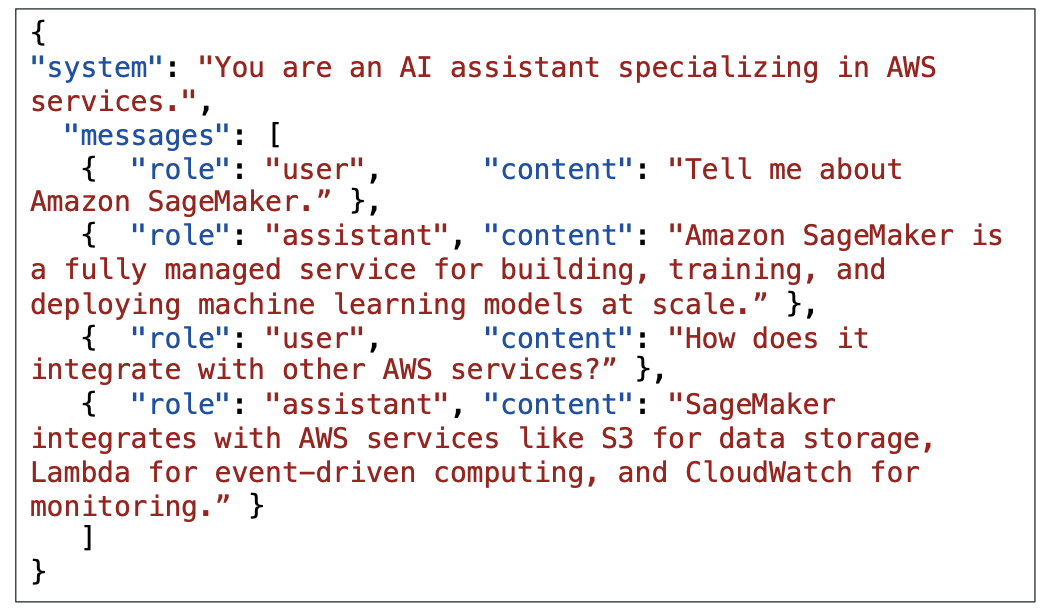 {
"system": "You are an AI assistant specializing in AWS
services.",
"messages": [
{ "role": "user", "content": "Tell me about
Amazon SageMaker.” },
{ "role": "assistant", "content": "Amazon SageMaker is
a fully managed service for building, training, and
deploying machine learning models at scale.” },
{ "role": "user", "content": "How does it
integrate with other AWS services?” },
{ "role": "assistant", "content": "SageMaker
integrates with AWS services like S3 for data storage,
Lambda for event–driven computing, and CloudWatch for
monitoring.” }
]
}